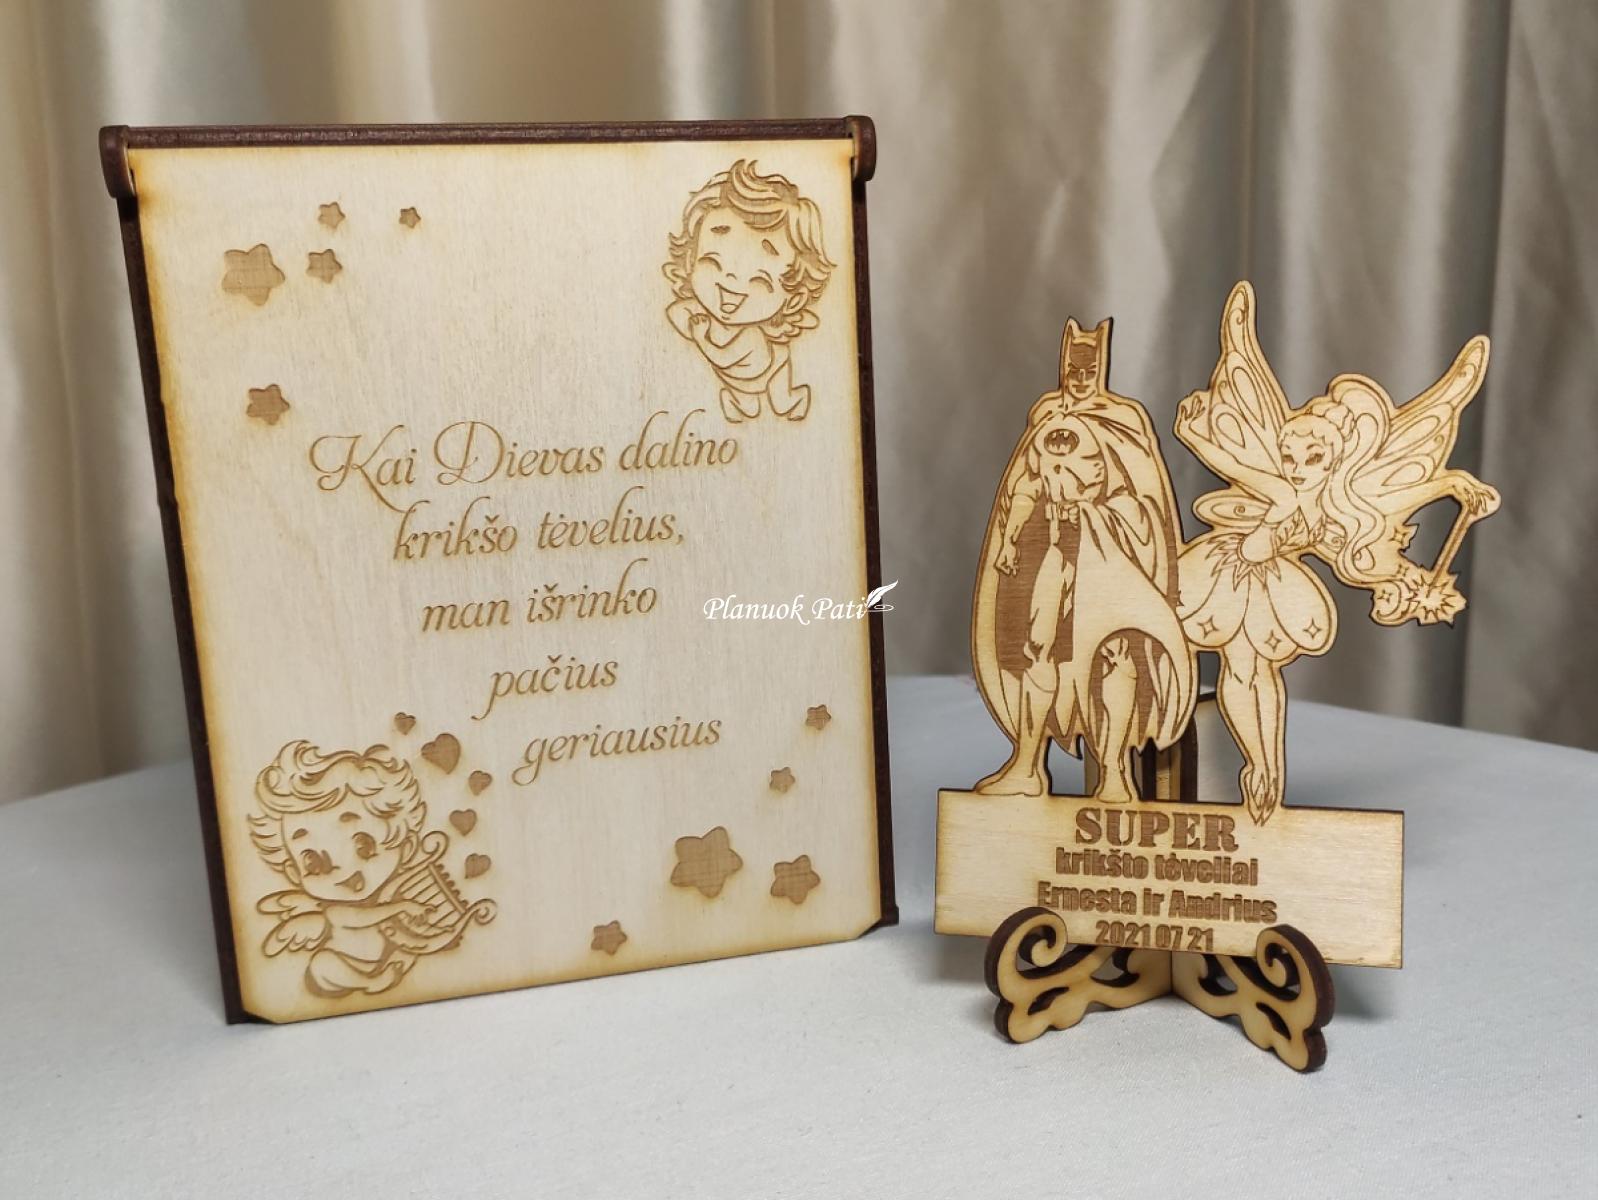 Kai Dievas dalino
krikšo tėvelius,
man išrinko
pačius
geriausius
Planuok Pati
SUPER
krikšto tėveliai
Ernesta ir Andrius
2021 07 21